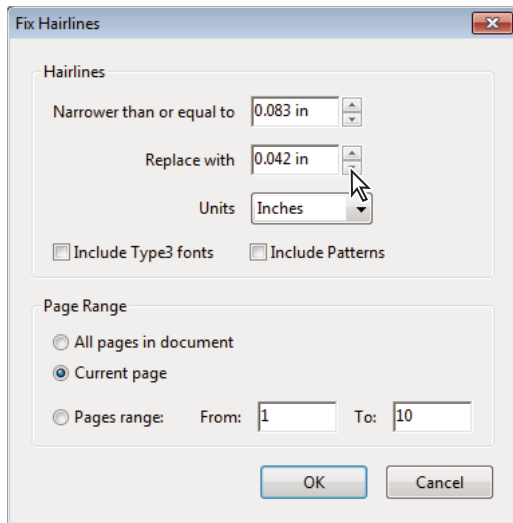 Fix Hairlines
Hairlines
Narrower than or equal to 0.083 in
Replace with 0.042 in
Units Inches
Include Type3 fonts Include Patterns
Page Range
All pages in document
Current page
Pages range: From: 1 To: 10
OK Cancel